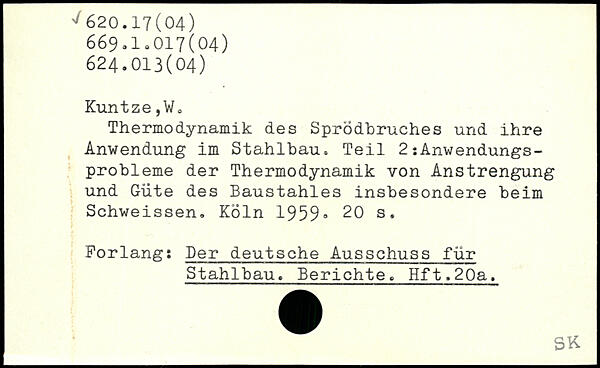 ✓620.17(04)
669.1.017(04)
624.013(04)
Kuntze,W.
Thermodynamik des Sprödbruches und ihre
Anwendung im Stahlbau. Teil 2:Anwendungs-
probleme der Thermodynamik von Anstrengung
und Güte des Baustahles insbesondere beim
Schweissen. Köln 1959. 20 s.
Forlang: Der deutsche Ausschuss für
Stahlbau. Berichte. Hft.20a.
SK